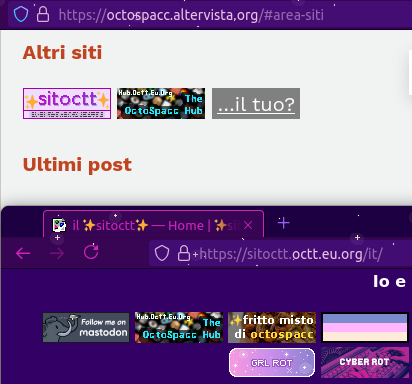 https://octospacc.altervista.org/#area-siti
Altri siti
✨sitoctt✨
Hub.Octt.Eu.Org
The
OctoSpacc Hub
...il tuo?
Ultimi post
il ✨sitoctt✨ — Home | ✨si
https://sitoctt.octt.eu.org/it/
Io e
Follow me on
mastodon
Hub.Octt.Eu.Org
The
OctoSpacc Hub
✨fritto misto
di octospacc
GRL ROT
CYBER ROT